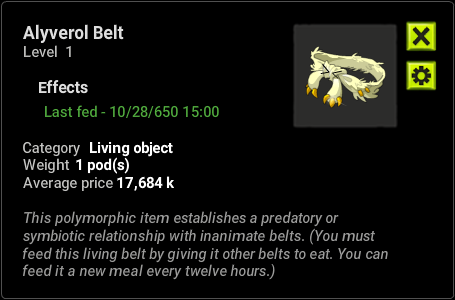 Alyverol Belt
Level 1
Effects
Last fed - 10/28/650 15:00
Category Living object
Weight 1 pod(s)
Average price 17,684 k
This polymorphic item establishes a predatory or
symbiotic relationship with inanimate belts. (You must
feed this living belt by giving it other belts to eat. You can
feed it a new meal every twelve hours.)